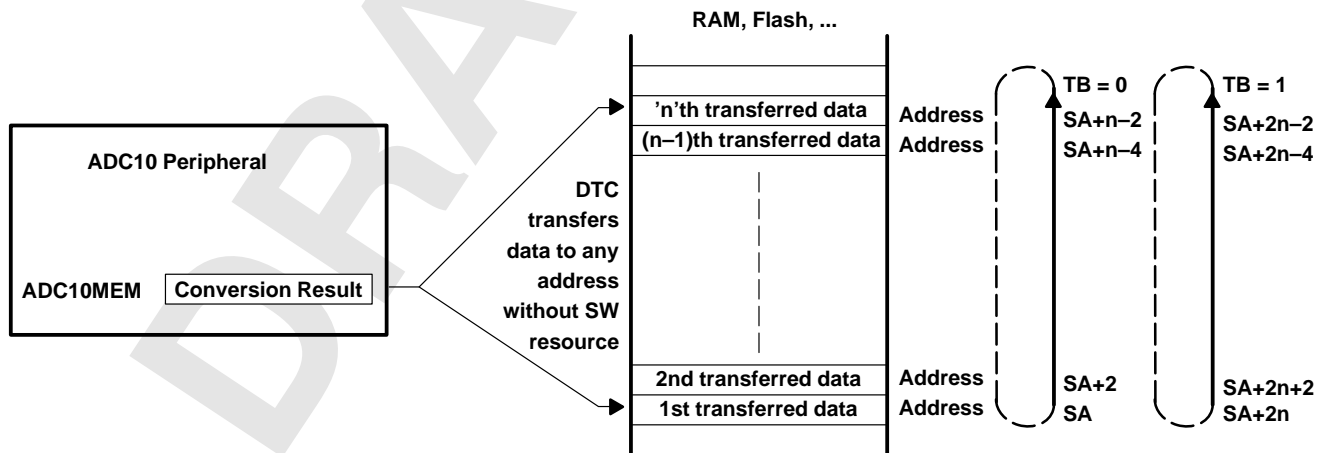 RAM, Flash, ...
TB = 0
TB = 1
'n'th transferred data
Address
SA+n–2
SA+2n–2
(n–1)th transferred data
Address
SA+n–4
SA+2n–4
ADC10 Peripheral
DTC
transfers
data to any
address
without SW
resource
ADC10MEM
Conversion Result
2nd transferred data
Address
SA+2
SA+2n+2
1st transferred data
Address
SA
SA+2n
DRA